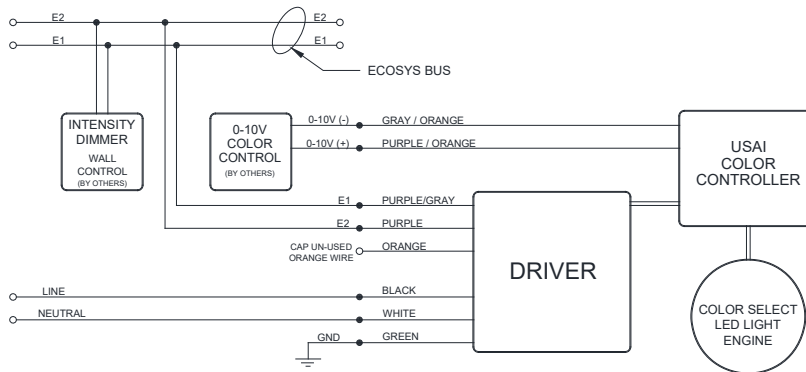 E2 E2
E1 E1
ECOSYS BUS
INTENSITY
DIMMER
WALL
CONTROL
(BY OTHERS)
0-10V
COLOR
CONTROL
(BY OTHERS)
0-10V (-) GRAY / ORANGE
0-10V (+) PURPLE / ORANGE
USAI
COLOR
CONTROLLER
E1 PURPLE/GRAY
E2 PURPLE
CAP UN-USED
ORANGE WIRE
ORANGE
DRIVER
LINE BLACK
NEUTRAL WHITE
GND GREEN
COLOR SELECT
LED LIGHT
ENGINE